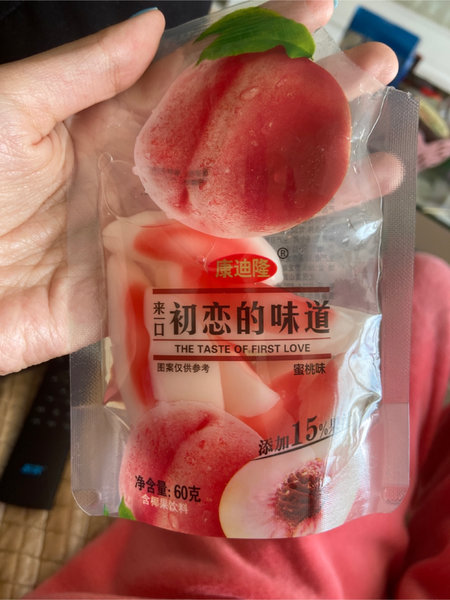 康迪隆®
来一口
初恋的味道
THE TASTE OF FIRST LOVE
图案仅供参考
蜜桃味
添加15%
净含量:60克
含椰果饮料